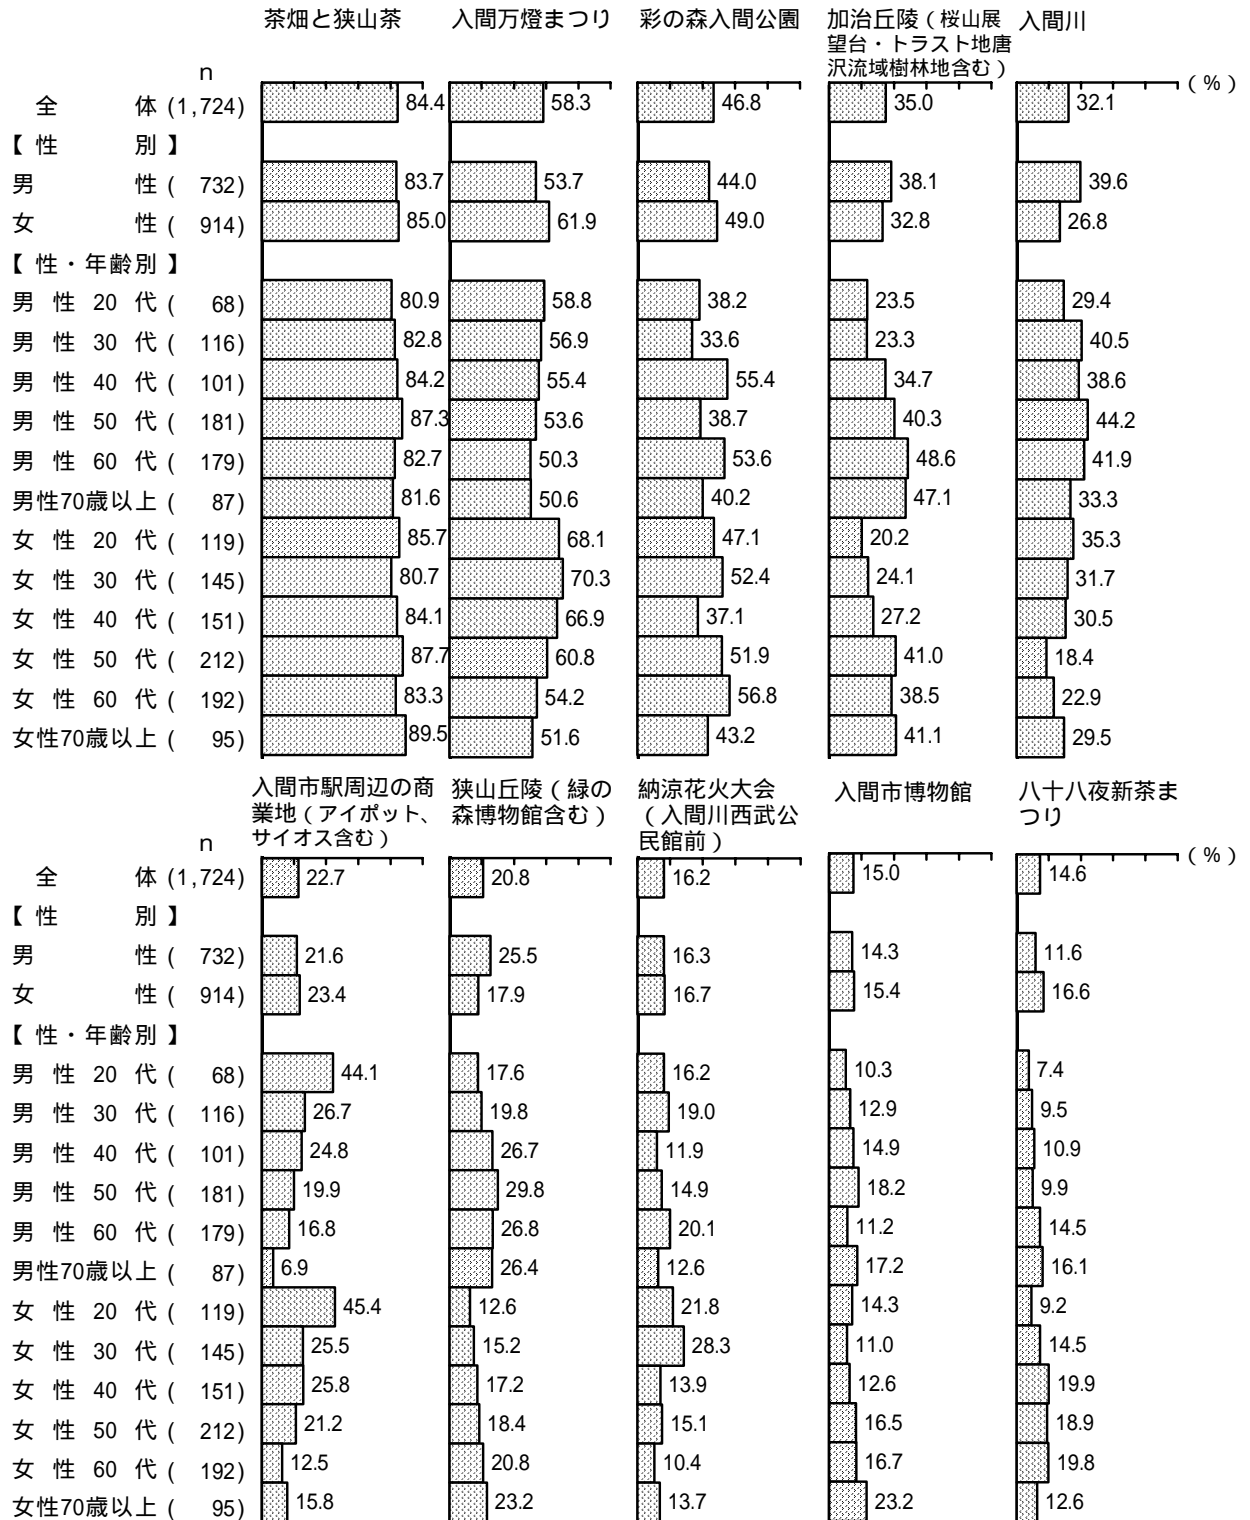 茶畑と狭山茶 入間万燈まつり 彩の森入間公園 加治丘陵（桜山展 入間川
望台・トラスト地唐
沢流域樹林地含む）
n
（%）
全 体 (1,724) 84.4 58.3 46.8 35.0 32.1
【性 別】
男 性 ( 732) 83.7 53.7 44.0 38.1 39.6
女 性 ( 914) 85.0 61.9 49.0 32.8 26.8
【性・年齢別】
男 性 20 代 ( 68) 80.9 58.8 38.2 23.5 29.4
男 性 30 代 ( 116) 82.8 56.9 33.6 23.3 40.5
男 性 40 代 ( 101) 84.2 55.4 55.4 34.7 38.6
男 性 50 代 ( 181) 87.3 53.6 38.7 40.3 44.2
男 性 60 代 ( 179) 82.7 50.3 53.6 48.6 41.9
男性70歳以上 ( 87) 81.6 50.6 40.2 47.1 33.3
女 性 20 代 ( 119) 85.7 68.1 47.1 20.2 35.3
女 性 30 代 ( 145) 80.7 70.3 52.4 24.1 31.7
女 性 40 代 ( 151) 84.1 66.9 37.1 27.2 30.5
女 性 50 代 ( 212) 87.7 60.8 51.9 41.0 18.4
女 性 60 代 ( 192) 83.3 54.2 56.8 38.5 22.9
女性70歳以上 ( 95) 89.5 51.6 43.2 41.1 29.5
入間市駅周辺の商 狭山丘陵（緑の 納涼花火大会 入間市博物館 八十八夜新茶ま
業地（アイポット、 森博物館含む） （入間川西武公 つり
サイオス含む） 民館前）
n
（%）
全 体 (1,724) 22.7 20.8 16.2 15.0 14.6
【性 別】
男 性 ( 732) 21.6 25.5 16.3 14.3 11.6
女 性 ( 914) 23.4 17.9 16.7 15.4 16.6
【性・年齢別】
男 性 20 代 ( 68) 44.1 17.6 16.2 10.3 7.4
男 性 30 代 ( 116) 26.7 19.8 19.0 12.9 9.5
男 性 40 代 ( 101) 24.8 26.7 11.9 14.9 10.9
男 性 50 代 ( 181) 19.9 29.8 14.9 18.2 9.9
男 性 60 代 ( 179) 16.8 26.8 20.1 11.2 14.5
男性70歳以上 ( 87) 6.9 26.4 12.6 17.2 16.1
女 性 20 代 ( 119) 45.4 12.6 21.8 14.3 9.2
女 性 30 代 ( 145) 25.5 15.2 28.3 11.0 14.5
女 性 40 代 ( 151) 25.8 17.2 13.9 12.6 19.9
女 性 50 代 ( 212) 21.2 18.4 15.1 16.5 18.9
女 性 60 代 ( 192) 12.5 20.8 10.4 16.7 19.8
女性70歳以上 ( 95) 15.8 23.2 13.7 23.2 12.6